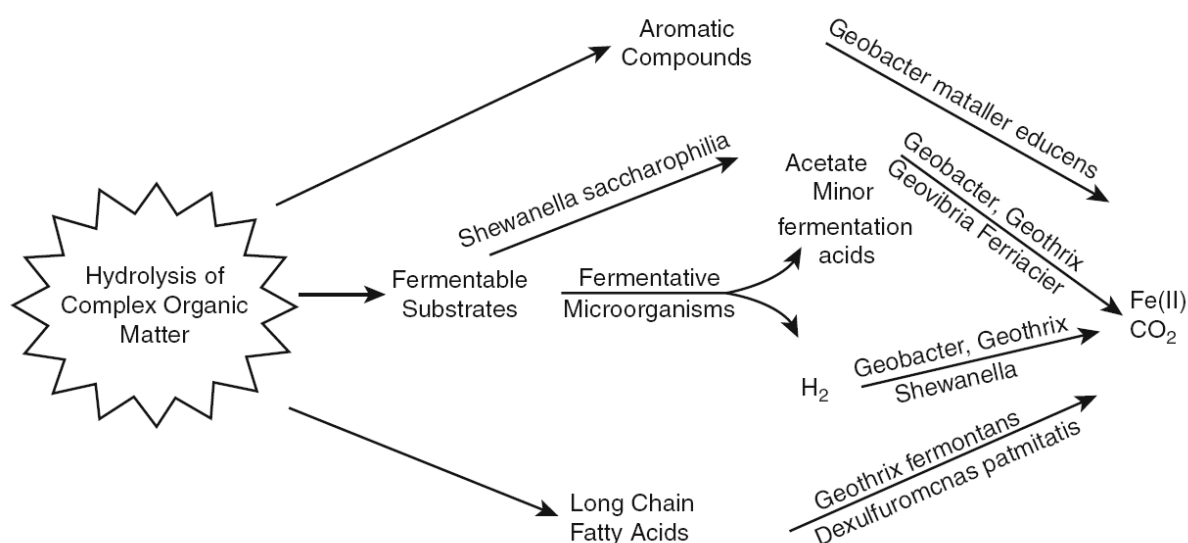 Aromatic
Compounds
Geobacter mataller educens
Shewanella saccharophilia
Acetate
Minor
fermentation
acids
Geobacter, Geothrix
Geovibria Ferriacier
Hydrolysis of
Complex Organic
Matter
Fermentable
Substrates
Fermentative
Microorganisms
Fe(II)
CO₂
H₂
Geobacter, Geothrix
Shewanella
Geothrix fermontans
Dexulfuromcnas patmitatis
Long Chain
Fatty Acids